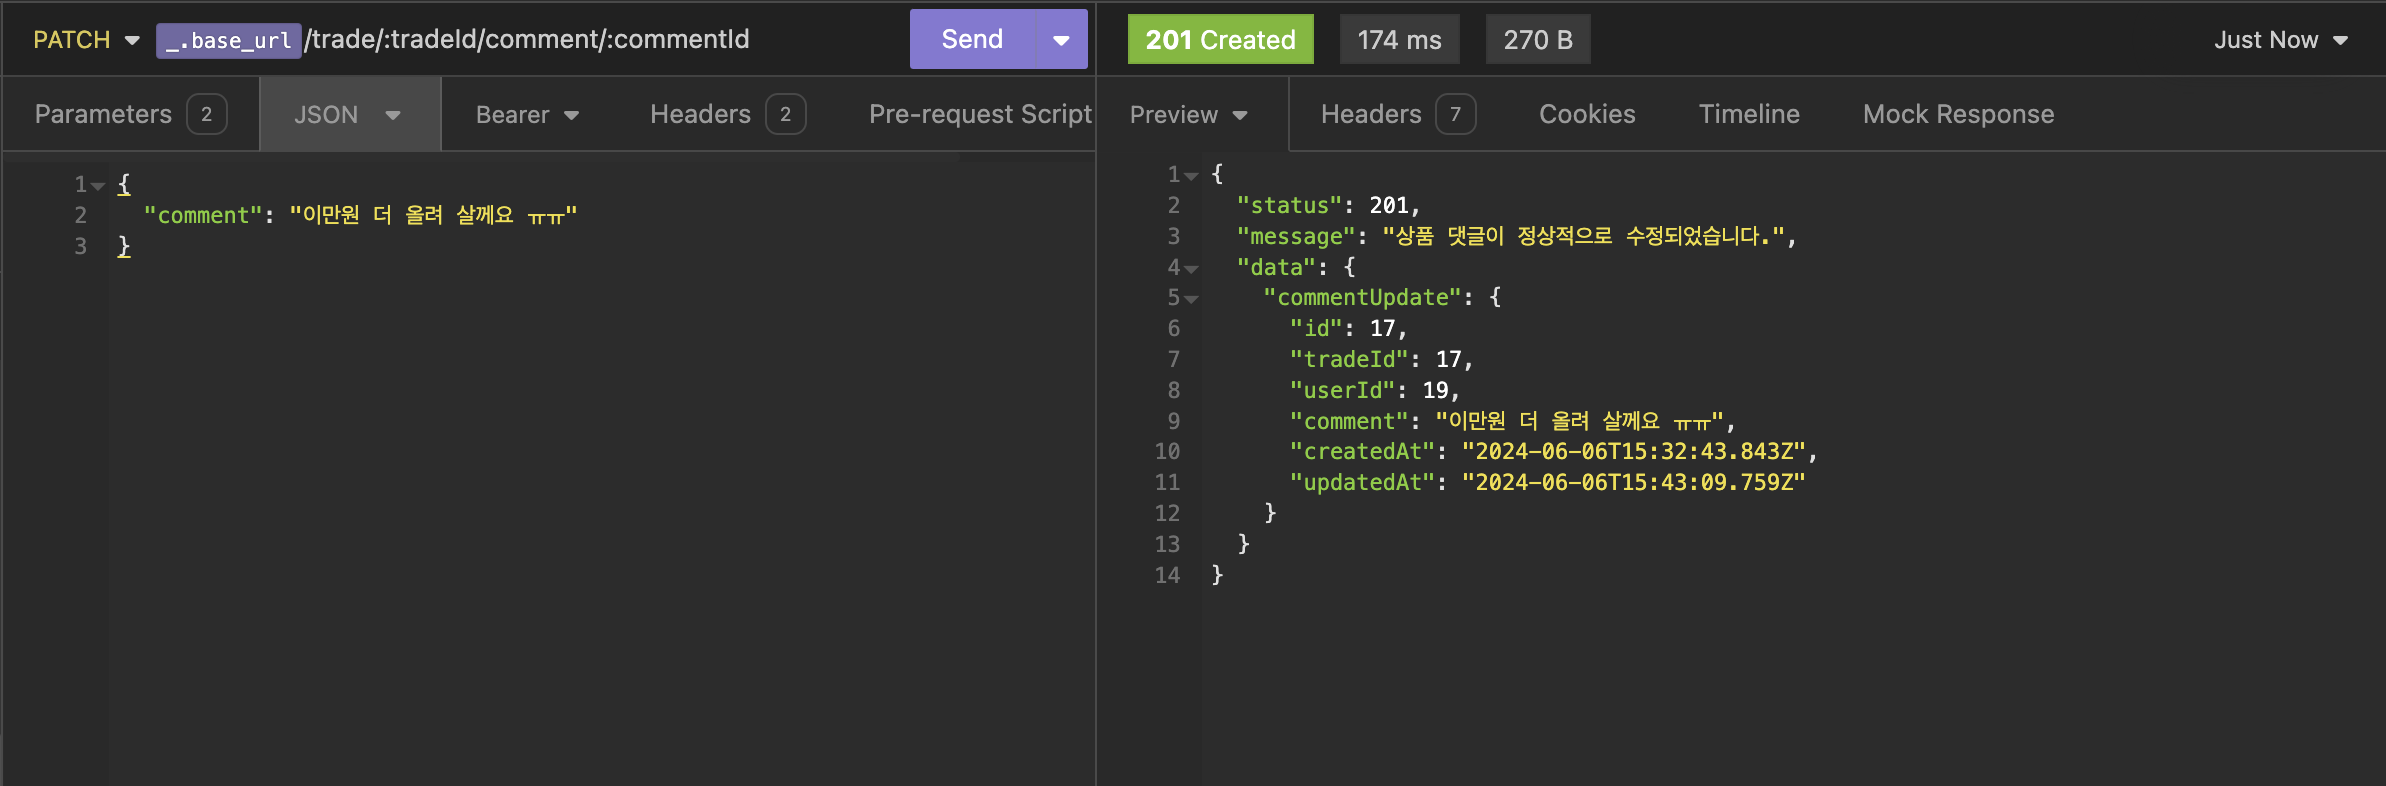 PATCH _.base_url/trade/:tradeId/comment/:commentId Send
Parameters 2 JSON Bearer Headers 2 Pre-request Script
1 {
2 "comment": "이만원 더 올려 살께요 ㅠㅠ"
3 }
201 Created 174 ms 270 B Just Now
Preview Headers 7 Cookies Timeline Mock Response
1 {
2 "status": 201,
3 "message": "상품 댓글이 정상적으로 수정되었습니다.",
4 "data": {
5 "commentUpdate": {
6 "id": 17,
7 "tradeId": 17,
8 "userId": 19,
9 "comment": "이만원 더 올려 살께요 ㅠㅠ",
10 "createdAt": "2024-06-06T15:32:43.843Z",
11 "updatedAt": "2024-06-06T15:43:09.759Z"
12 }
13 }
14 }